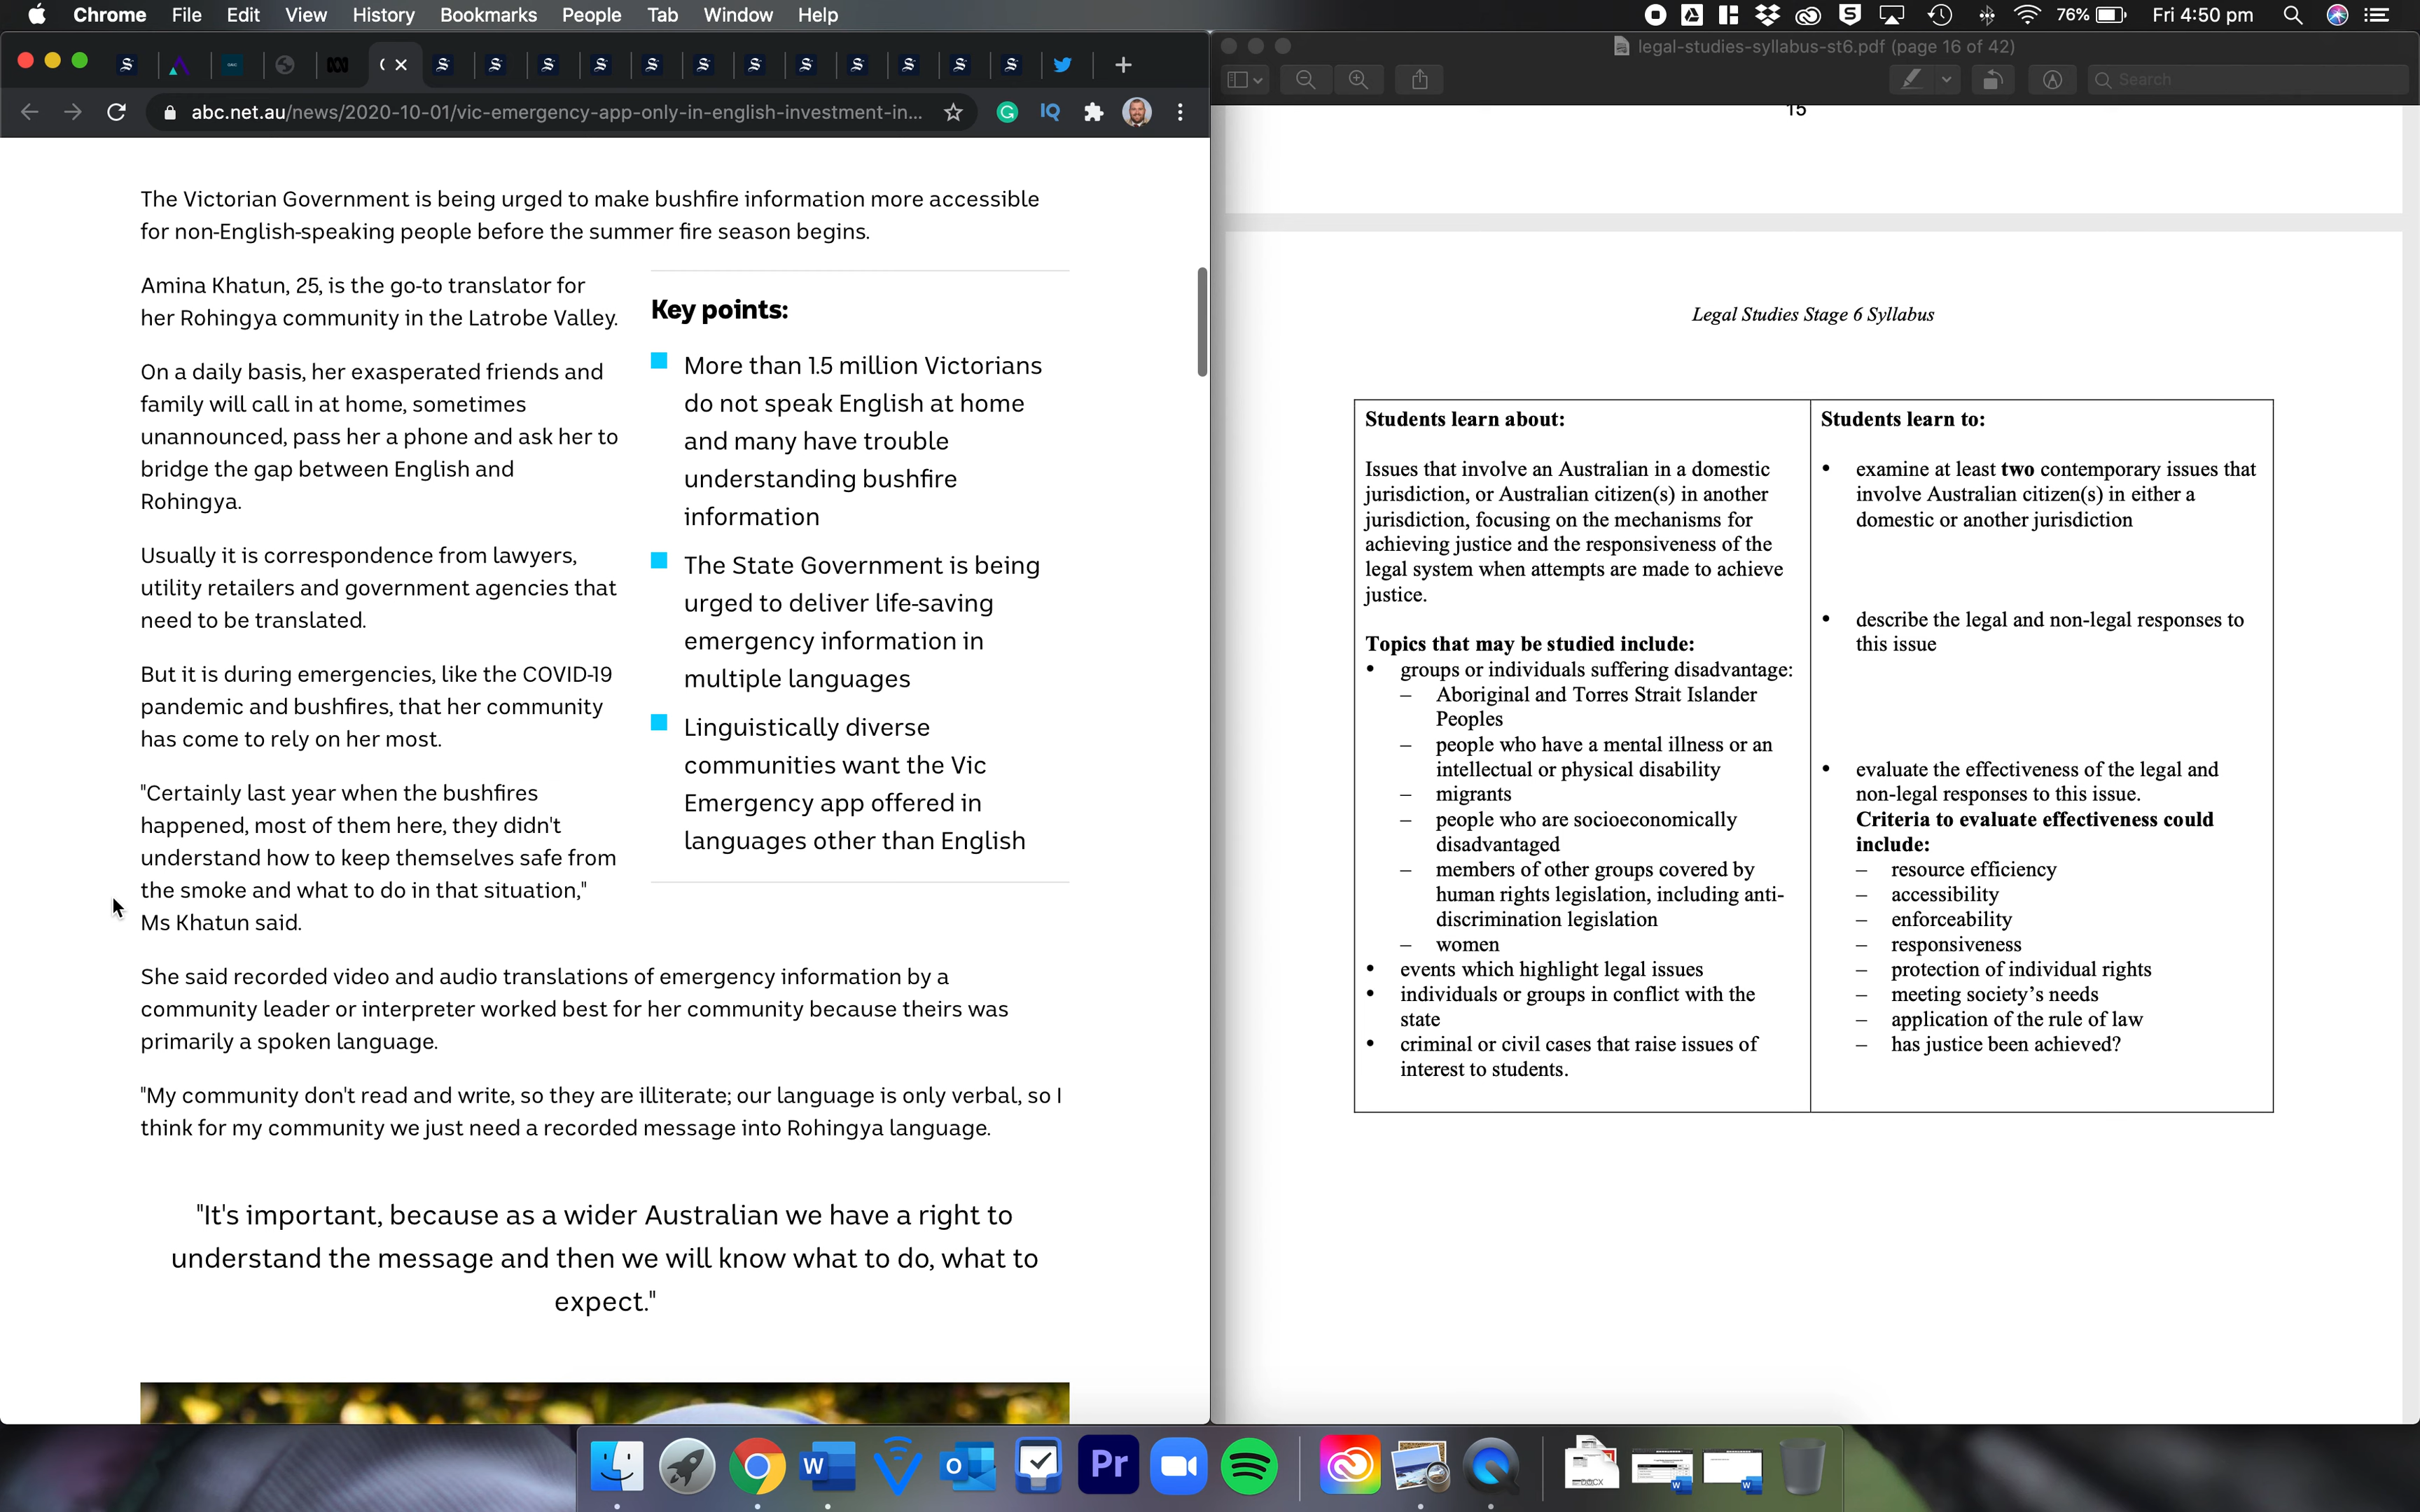 Chrome File Edit View History Bookmarks People Tab Window Help
76% Fri 4:50 pm
abc.net.au/news/2020-10-01/vic-emergency-app-only-in-english-investment-in...
IQ
The Victorian Government is being urged to make bushfire information more accessible
for non-English-speaking people before the summer fire season begins.
Amina Khatun, 25, is the go-to translator for
her Rohingya community in the Latrobe Valley.
On a daily basis, her exasperated friends and
family will call in at home, sometimes
unannounced, pass her a phone and ask her to
bridge the gap between English and
Rohingya.
Usually it is correspondence from lawyers,
utility retailers and government agencies that
need to be translated.
But it is during emergencies, like the COVID-19
pandemic and bushfires, that her community
has come to rely on her most.
"Certainly last year when the bushfires
happened, most of them here, they didn't
understand how to keep themselves safe from
the smoke and what to do in that situation,"
Ms Khatun said.
Key points:
More than 1.5 million Victorians
do not speak English at home
and many have trouble
understanding bushfire
information
The State Government is being
urged to deliver life-saving
emergency information in
multiple languages
Linguistically diverse
communities want the Vic
Emergency app offered in
languages other than English
She said recorded video and audio translations of emergency information by a
community leader or interpreter worked best for her community because theirs was
primarily a spoken language.
"My community don't read and write, so they are illiterate; our language is only verbal, so I
think for my community we just need a recorded message into Rohingya language.
"It's important, because as a wider Australian we have a right to
understand the message and then we will know what to do, what to
expect."
legal-studies-syllabus-st6.pdf (page 16 of 42)
Search
15
Legal Studies Stage 6 Syllabus
Students learn about:
Issues that involve an Australian in a domestic
jurisdiction, or Australian citizen(s) in another
jurisdiction, focusing on the mechanisms for
achieving justice and the responsiveness of the
legal system when attempts are made to achieve
justice.
Topics that may be studied include:
• groups or individuals suffering disadvantage:
– Aboriginal and Torres Strait Islander
Peoples
– people who have a mental illness or an
intellectual or physical disability
– migrants
– people who are socioeconomically
disadvantaged
– members of other groups covered by
human rights legislation, including anti-
discrimination legislation
– women
• events which highlight legal issues
• individuals or groups in conflict with the
state
• criminal or civil cases that raise issues of
interest to students.
Students learn to:
• examine at least two contemporary issues that
involve Australian citizen(s) in either a
domestic or another jurisdiction
• describe the legal and non-legal responses to
this issue
• evaluate the effectiveness of the legal and
non-legal responses to this issue.
Criteria to evaluate effectiveness could
include:
– resource efficiency
– accessibility
– enforceability
– responsiveness
– protection of individual rights
– meeting society's needs
– application of the rule of law
– has justice been achieved?
W
Pr
DOCX